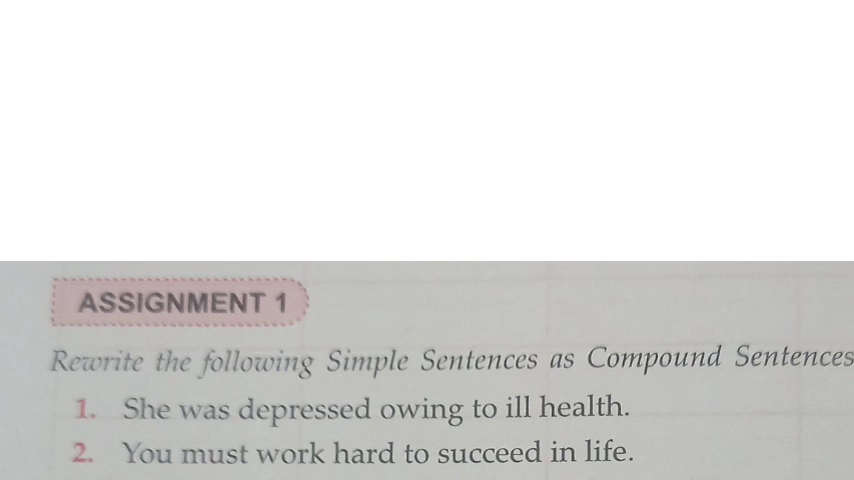 ASSIGNMENT 1
Rewrite the following Simple Sentences as Compound Sentences
1. She was depressed owing to ill health.
2. You must work hard to succeed in life.